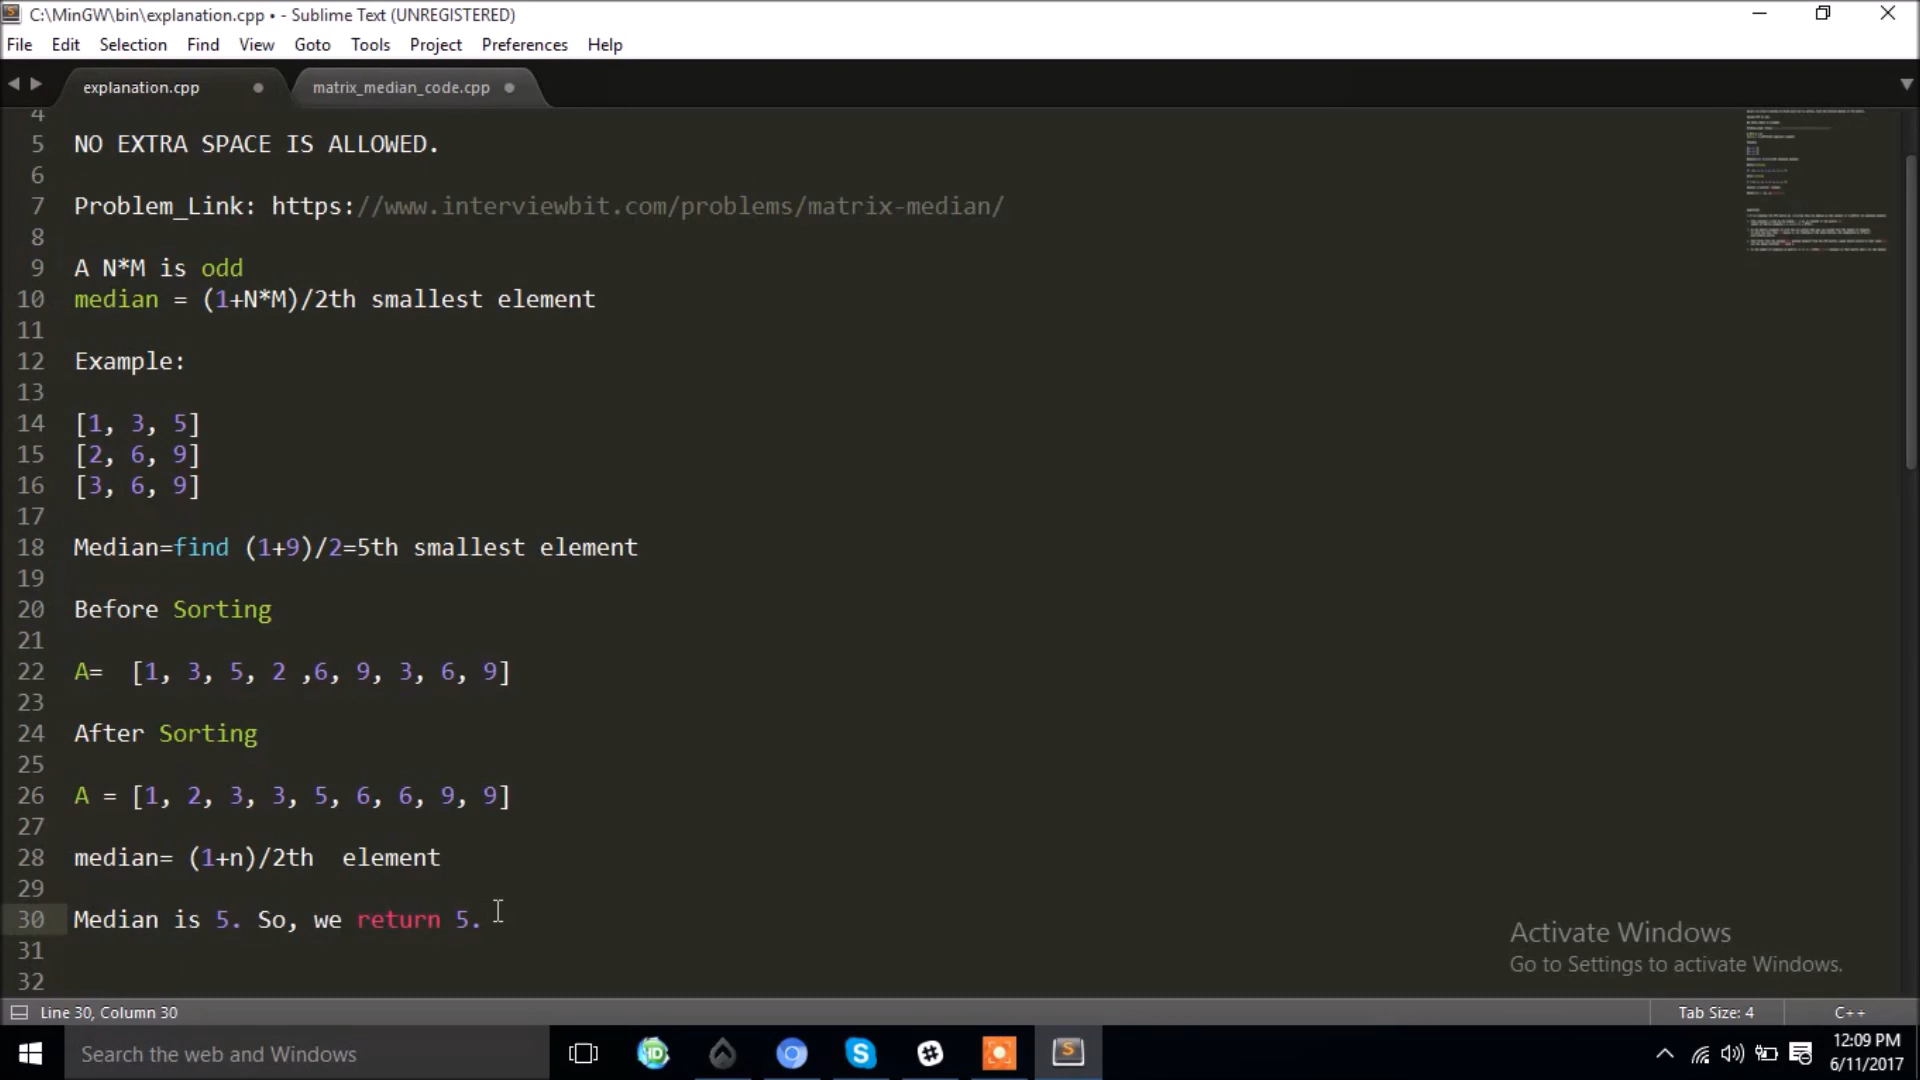 C:\MinGW\bin\explanation.cpp • - Sublime Text (UNREGISTERED)
File Edit Selection Find View Goto Tools Project Preferences Help
explanation.cpp matrix_median_code.cpp
4
5 NO EXTRA SPACE IS ALLOWED.
6
7 Problem_Link: https://www.interviewbit.com/problems/matrix-median/
8
9 A N*M is odd
10 median = (1+N*M)/2th smallest element
11
12 Example:
13
14 [1, 3, 5]
15 [2, 6, 9]
16 [3, 6, 9]
17
18 Median=find (1+9)/2=5th smallest element
19
20 Before Sorting
21
22 A=  [1, 3, 5, 2 ,6, 9, 3, 6, 9]
23
24 After Sorting
25
26 A = [1, 2, 3, 3, 5, 6, 6, 9, 9]
27
28 median= (1+n)/2th  element
29
30 Median is 5. So, we return 5.
31
32
Activate Windows
Go to Settings to activate Windows.
Line 30, Column 30 Tab Size: 4 C++
Search the web and Windows
12:09 PM
6/11/2017